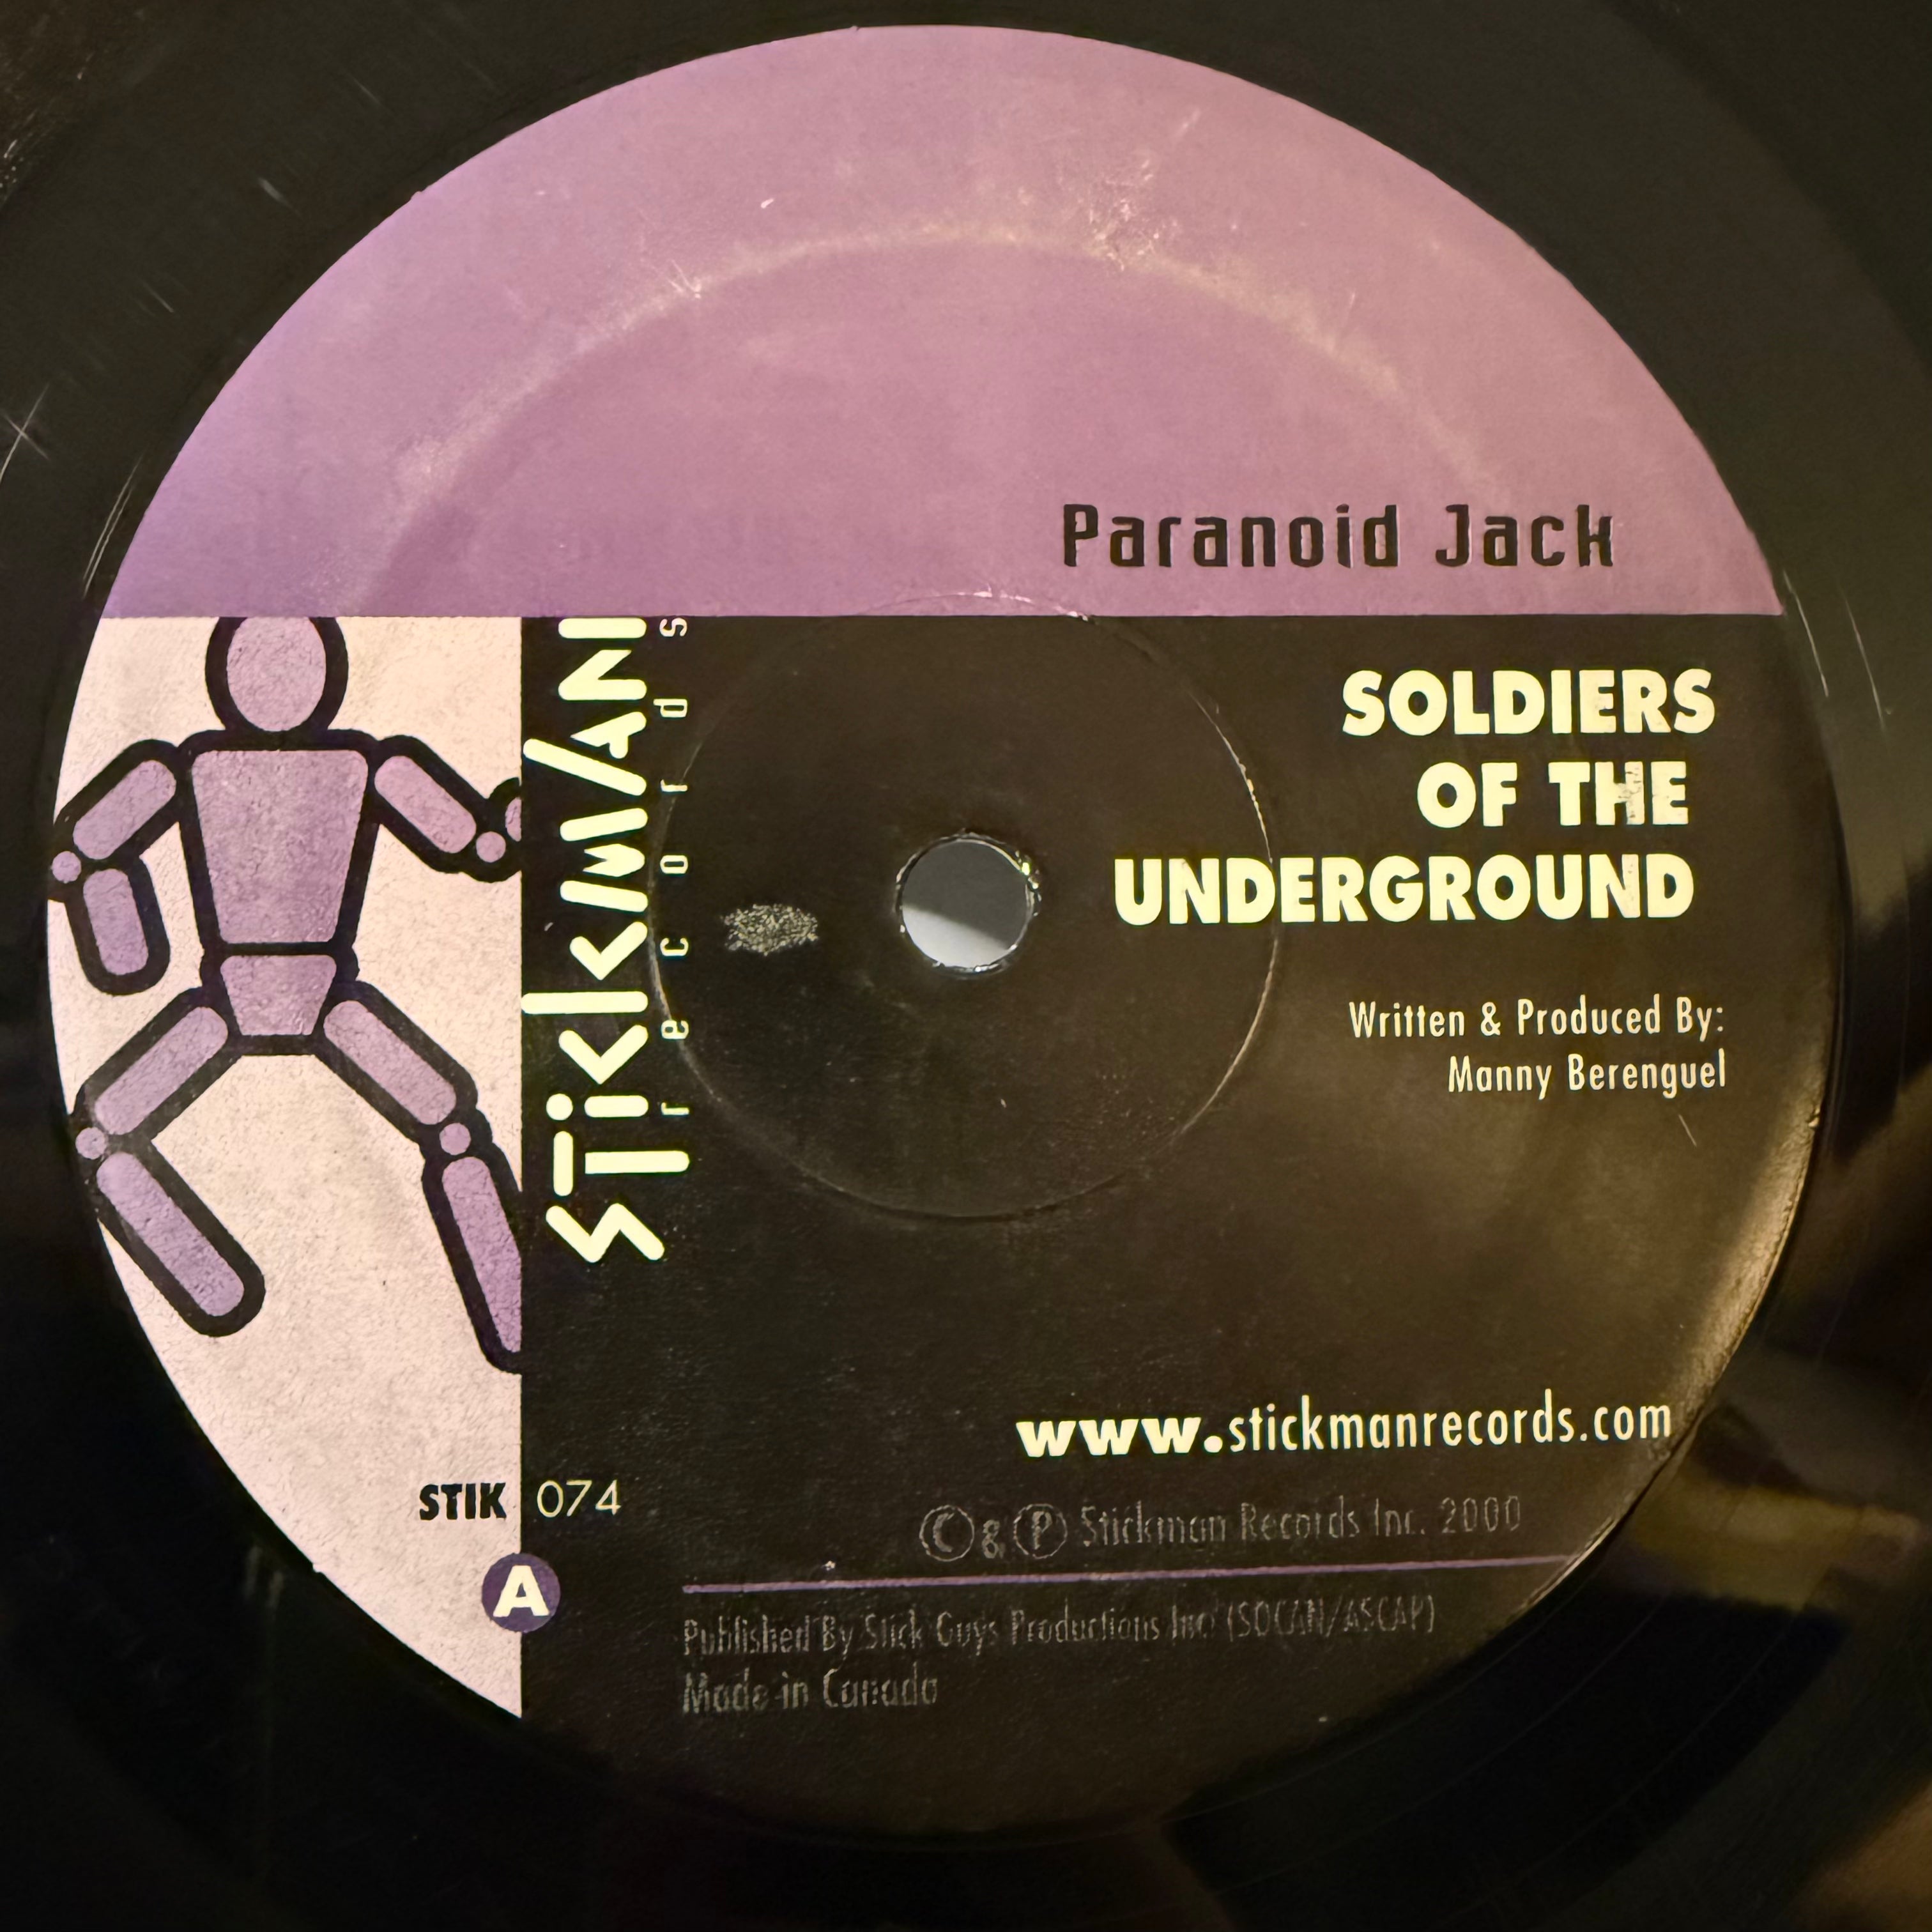 Paranoid Jack
STicKMAN
records
SOLDIERS
OF THE
UNDERGROUND
Written & Produced By:
Manny Berenguel
www.stickmanrecords.com
STIK 074
Ⓒ & Ⓟ Stickman Records Inc. 2000
A
Published By Stick Guys Productions Inc. (SOCAN/ASCAP)
Made in Canada